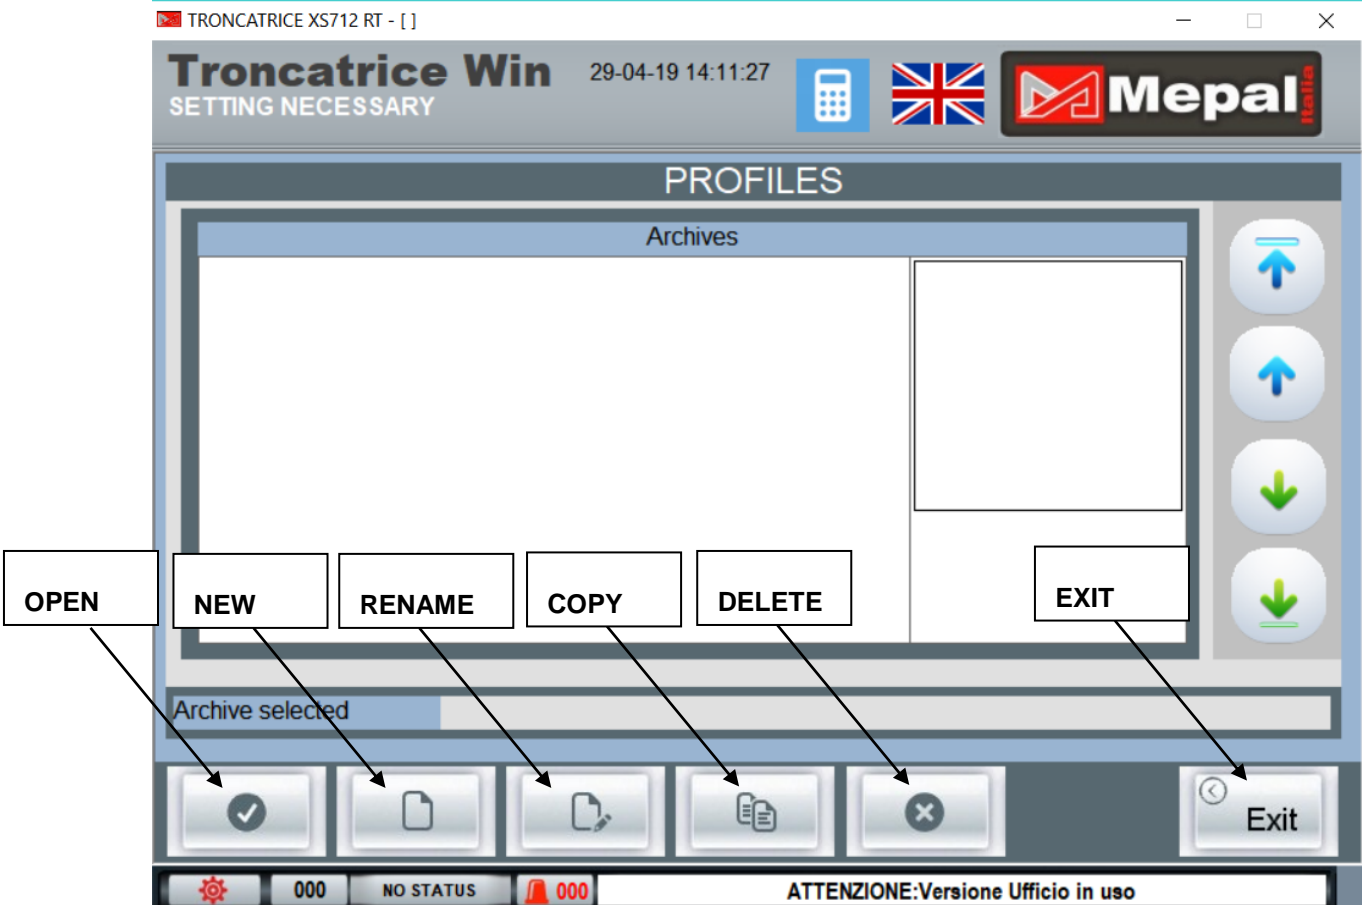 TRONCATRICE XS712 RT - [ ]
Troncatrice Win
SETTING NECESSARY
29-04-19 14:11:27
Mepal
Italia
PROFILES
Archives
OPEN
NEW
RENAME
COPY
DELETE
EXIT
Archive selected
Exit
000
NO STATUS
000
ATTENZIONE:Versione Ufficio in uso